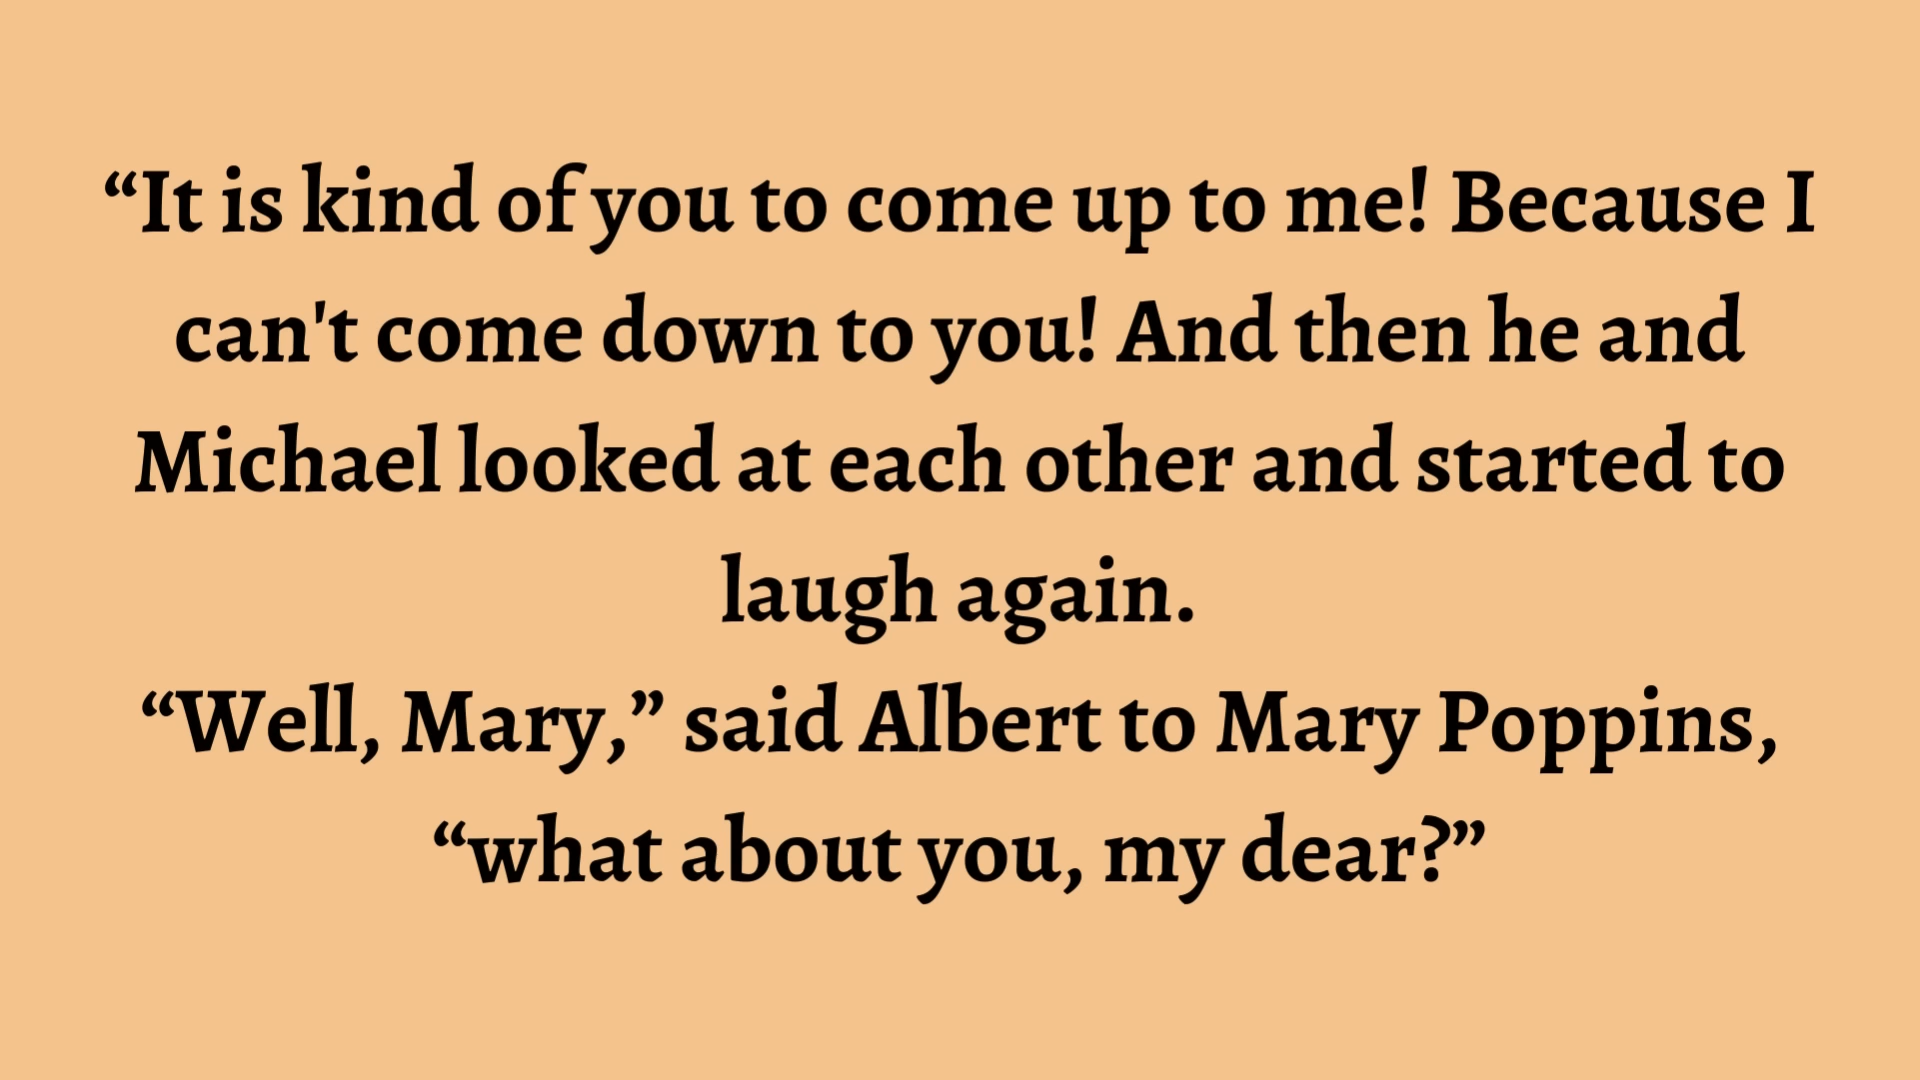 “It is kind of you to come up to me! Because I
can't come down to you! And then he and
Michael looked at each other and started to
laugh again.
“Well, Mary,” said Albert to Mary Poppins,
“what about you, my dear?”